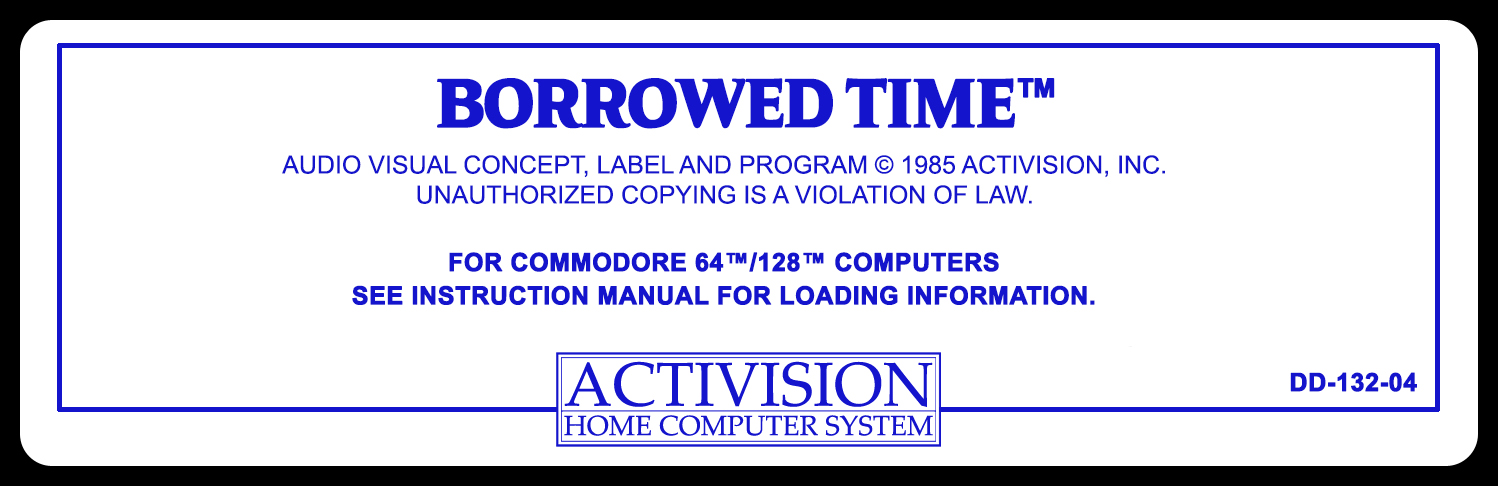 BORROWED TIME™
AUDIO VISUAL CONCEPT, LABEL AND PROGRAM © 1985 ACTIVISION, INC.
UNAUTHORIZED COPYING IS A VIOLATION OF LAW.
FOR COMMODORE 64™/128™ COMPUTERS
SEE INSTRUCTION MANUAL FOR LOADING INFORMATION.
DD-132-04
ACTIVISION
HOME COMPUTER SYSTEM